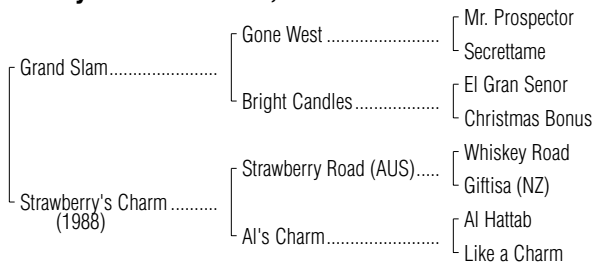 Mr. Prospector
Gone West ........................
Secrettame
Grand Slam.......................
El Gran Senor
Bright Candles..................
Christmas Bonus
Whiskey Road
Strawberry Road (AUS).....
Giftisa (NZ)
Strawberry's Charm ..........
(1988)
Al Hattab
Al's Charm........................
Like a Charm